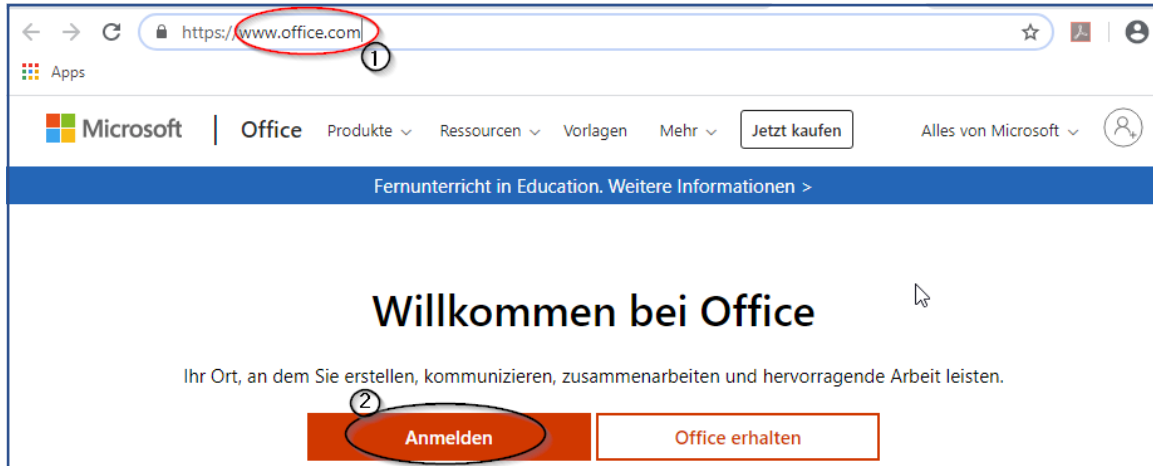 https://www.office.com
1
Apps
Microsoft | Office Produkte Ressourcen Vorlagen Mehr Jetzt kaufen Alles von Microsoft
Fernunterricht in Education. Weitere Informationen >
Willkommen bei Office
Ihr Ort, an dem Sie erstellen, kommunizieren, zusammenarbeiten und hervorragende Arbeit leisten.
2
Anmelden Office erhalten